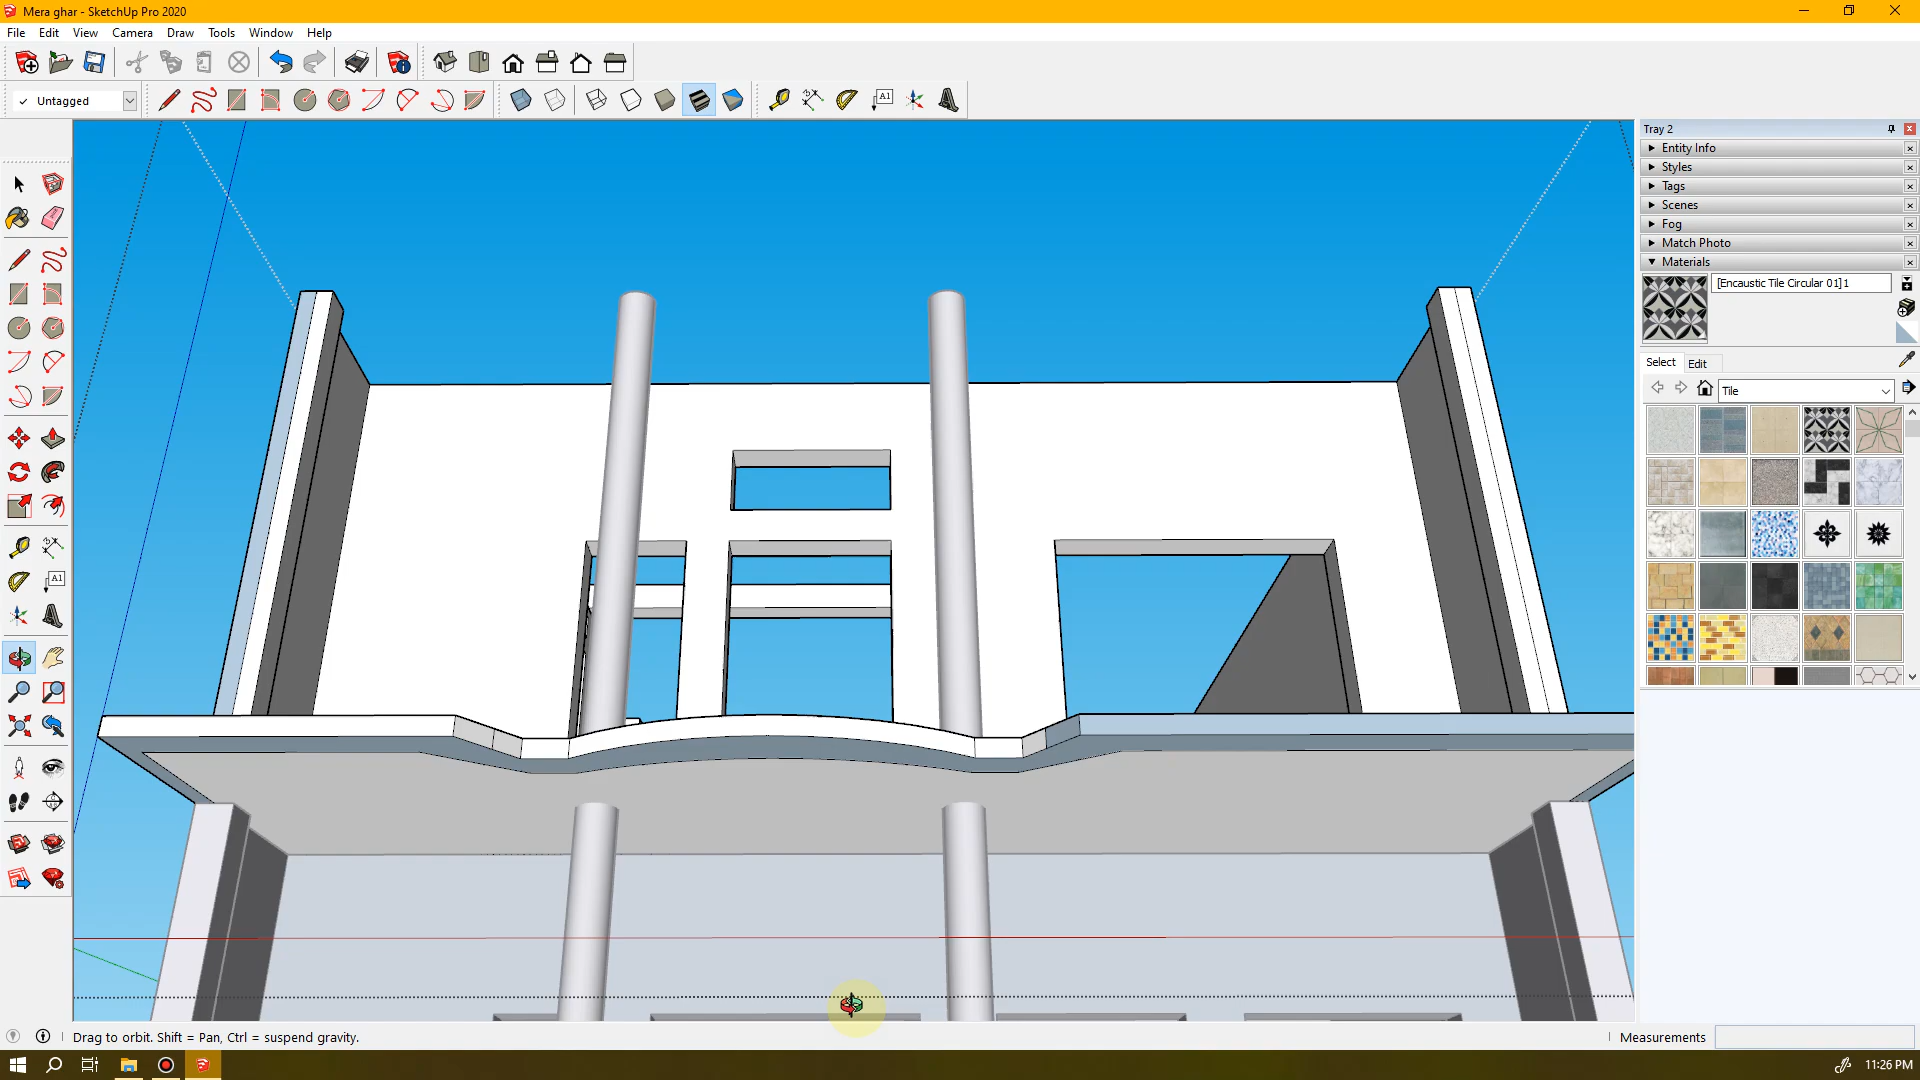 Mera ghar - SketchUp Pro 2020
File Edit View Camera Draw Tools Window Help
Untagged
A1
Tray 2
Entity Info
Styles
Tags
Scenes
Fog
Match Photo
Materials
[Encaustic Tile Circular 01]1
Select Edit
Tile
A1
Drag to orbit. Shift = Pan, Ctrl = suspend gravity.
Measurements
11:26 PM